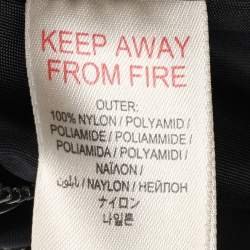 KEEP AWAY
FROM FIRE
OUTER:
100% NYLON / POLYAMID /
POLIAMIDE / POLIAMMIDE /
POLIAMIDA / POLYAMIDI /
ΝΑΪΛΟΝ /
نايلون / NAYLON / НЕЙЛОН
ナイロン
나일론